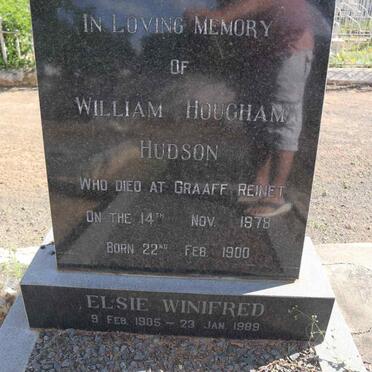 IN LOVING MEMORY
OF
WILLIAM HOUGHAM
HUDSON
WHO DIED AT GRAAFF REINET
ON THE 14TH NOV. 1978
BORN 22ND FEB. 1900
ELSIE WINIFRED
9 FEB. 1905 — 23 JAN. 1989